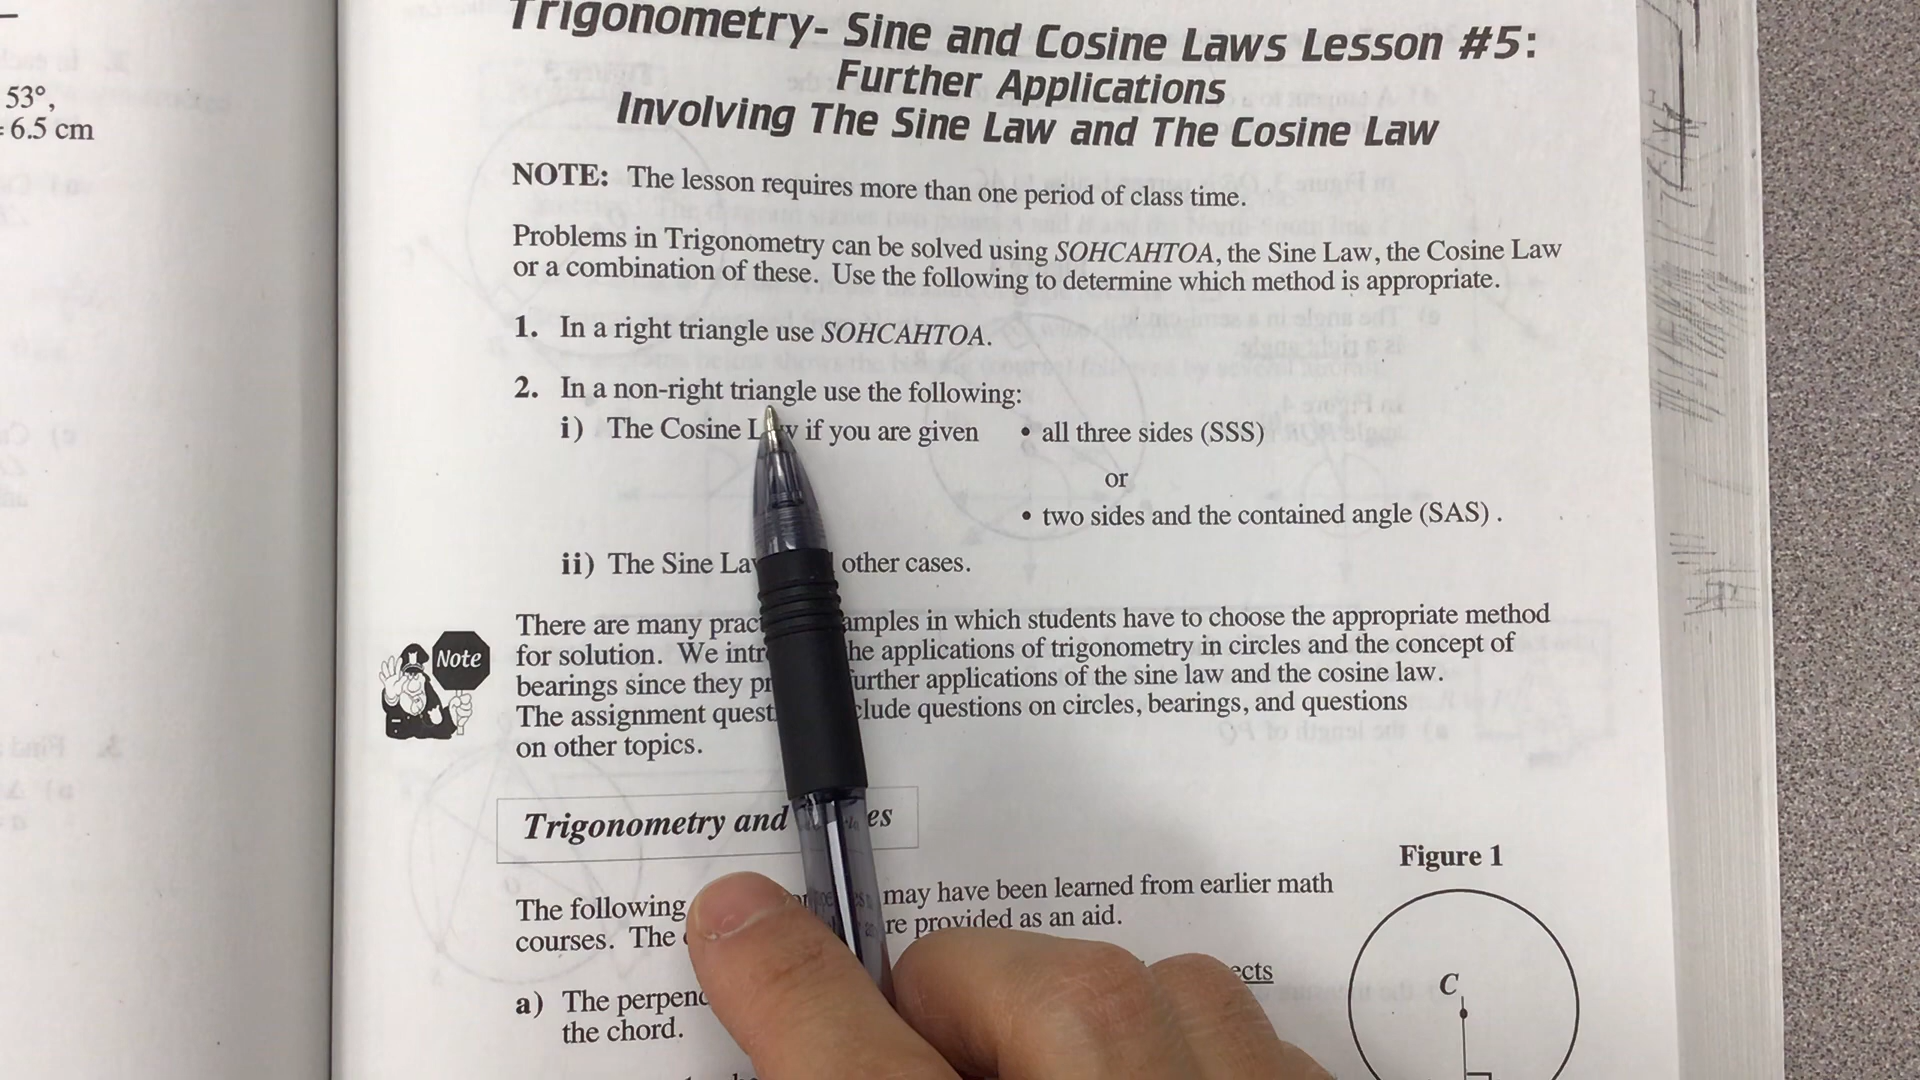 53°,
= 6.5 cm
Trigonometry- Sine and Cosine Laws Lesson #5:
Further Applications
Involving The Sine Law and The Cosine Law
NOTE: The lesson requires more than one period of class time.
Problems in Trigonometry can be solved using SOHCAHTOA, the Sine Law, the Cosine Law
or a combination of these. Use the following to determine which method is appropriate.
1. In a right triangle use SOHCAHTOA.
2. In a non-right triangle use the following:
i) The Cosine Law if you are given • all three sides (SSS)
or
• two sides and the contained angle (SAS) .
ii) The Sine La other cases.
There are many prac amples in which students have to choose the appropriate method
Note
for solution. We intr he applications of trigonometry in circles and the concept of
bearings since they pr urther applications of the sine law and the cosine law.
The assignment quest clude questions on circles, bearings, and questions
on other topics.
Trigonometry and es
Figure 1
The following may have been learned from earlier math
courses. The re provided as an aid.
ects
a) The perpend
the chord.
C